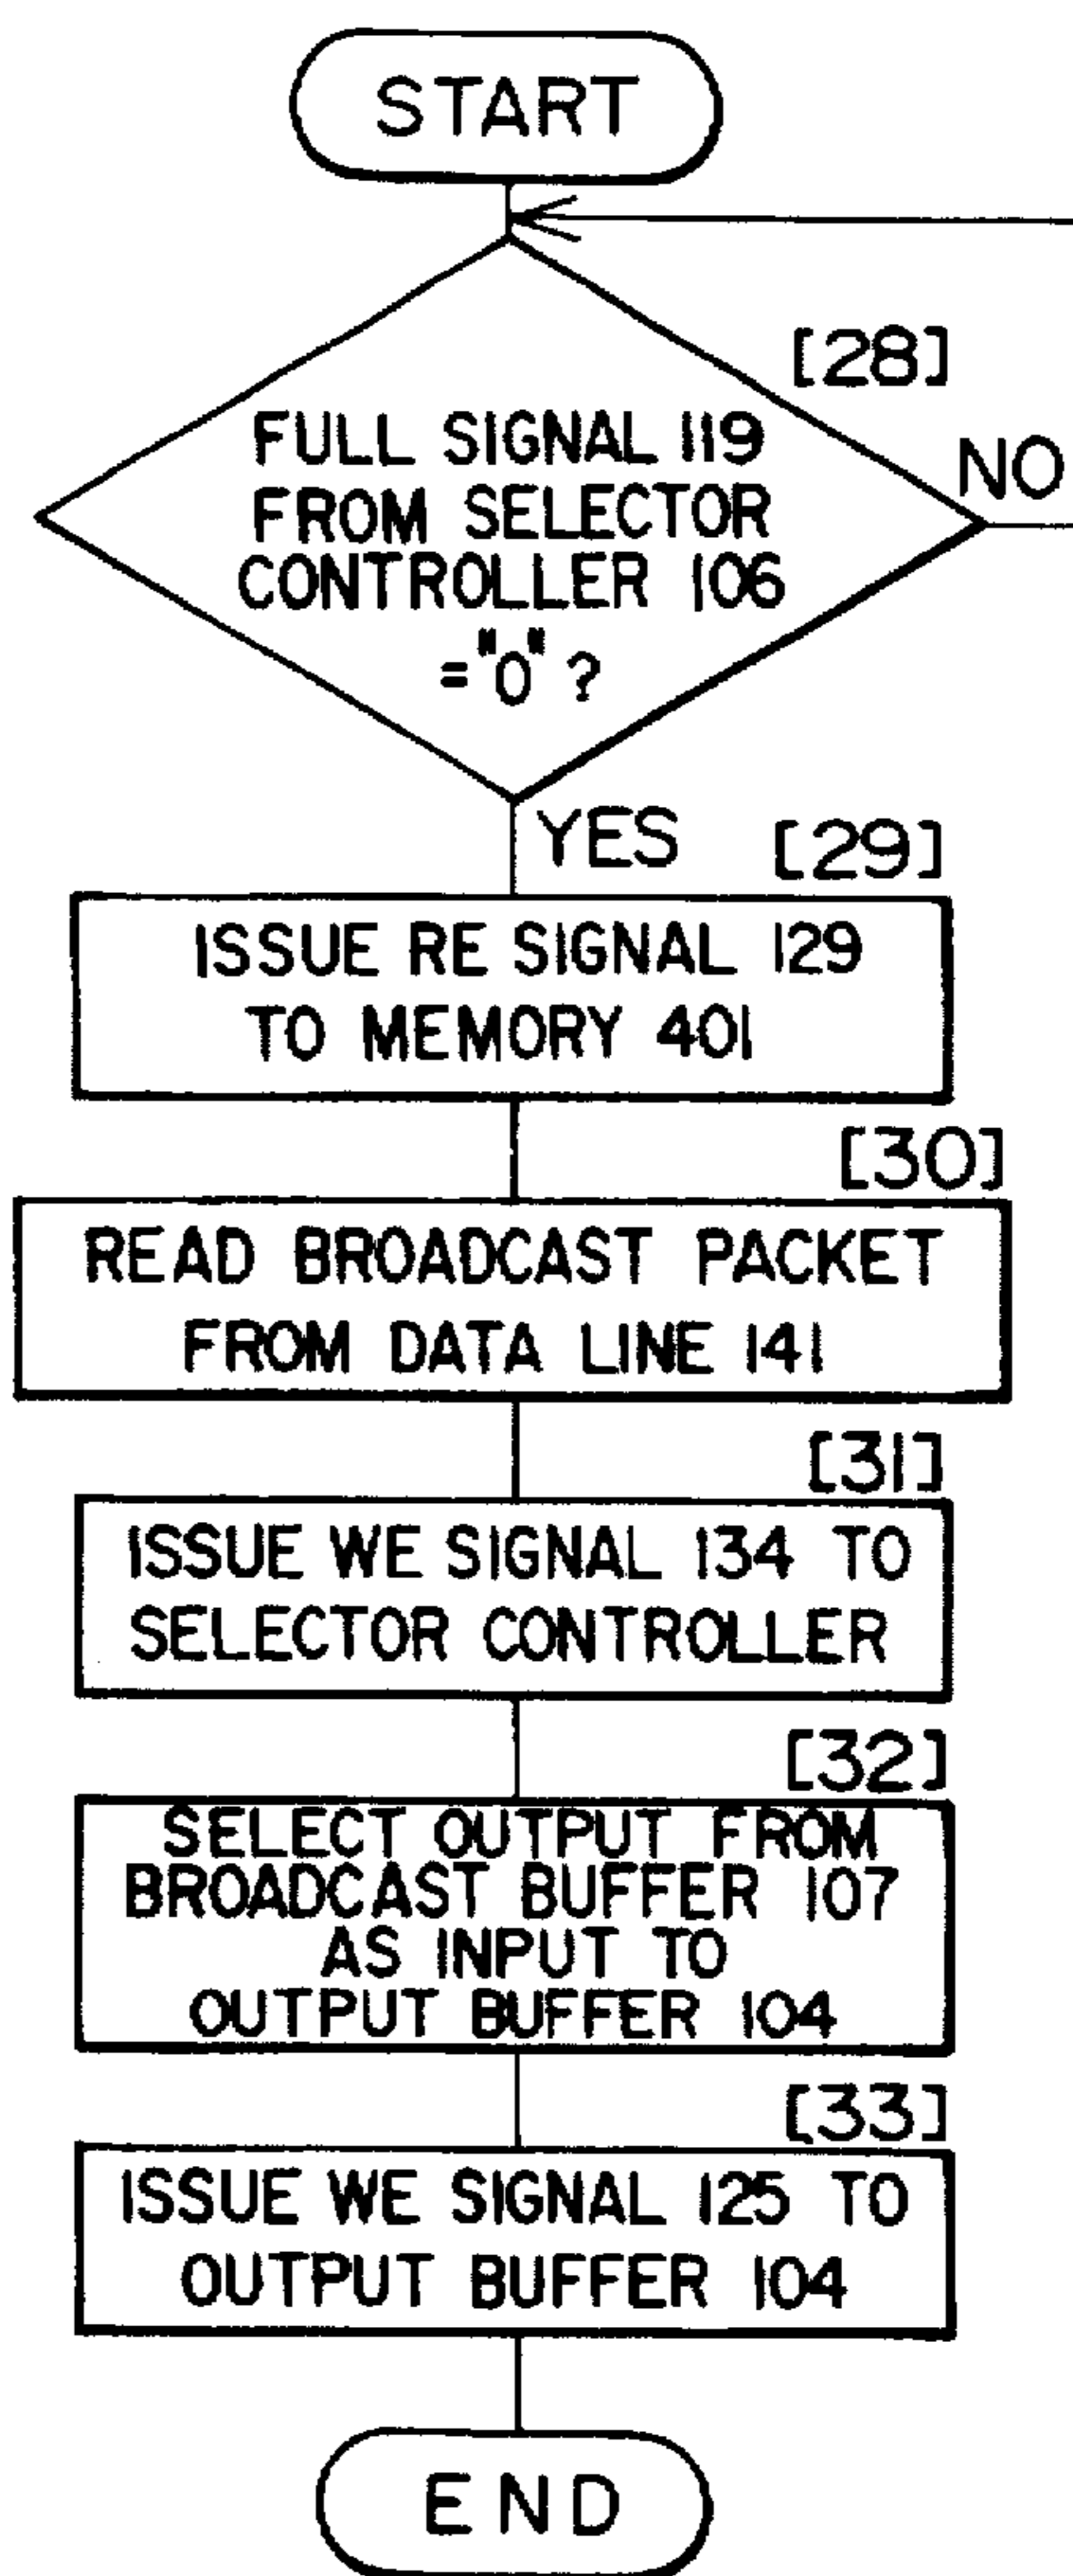 START
[28]
FULL SIGNAL 119
FROM SELECTOR
CONTROLLER 106
="0"?
NO
YES
[29]
ISSUE RE SIGNAL 129
TO MEMORY 401
[30]
READ BROADCAST PACKET
FROM DATA LINE 141
[31]
ISSUE WE SIGNAL 134 TO
SELECTOR CONTROLLER
[32]
SELECT OUTPUT FROM
BROADCAST BUFFER 107
AS INPUT TO
OUTPUT BUFFER 104
[33]
ISSUE WE SIGNAL 125 TO
OUTPUT BUFFER 104
END